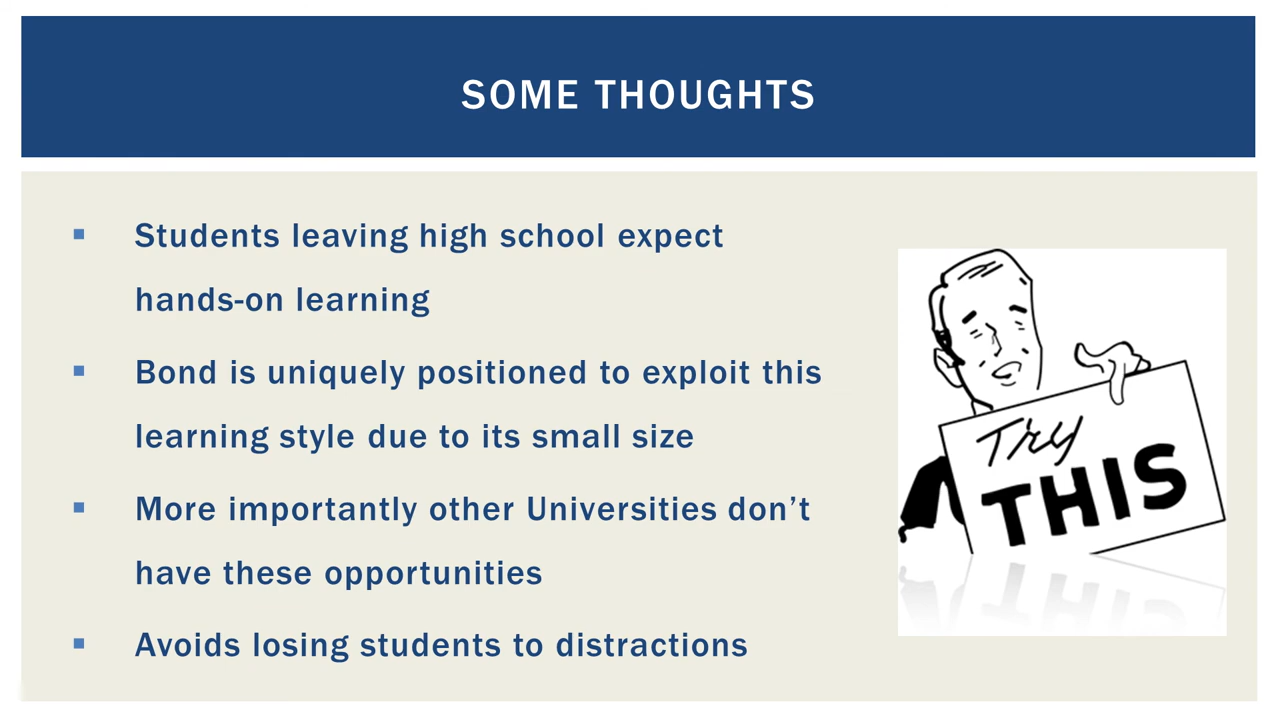 SOME THOUGHTS
▪ Students leaving high school expect
hands-on learning
▪ Bond is uniquely positioned to exploit this
learning style due to its small size
▪ More importantly other Universities don’t
have these opportunities
▪ Avoids losing students to distractions
Try
THIS